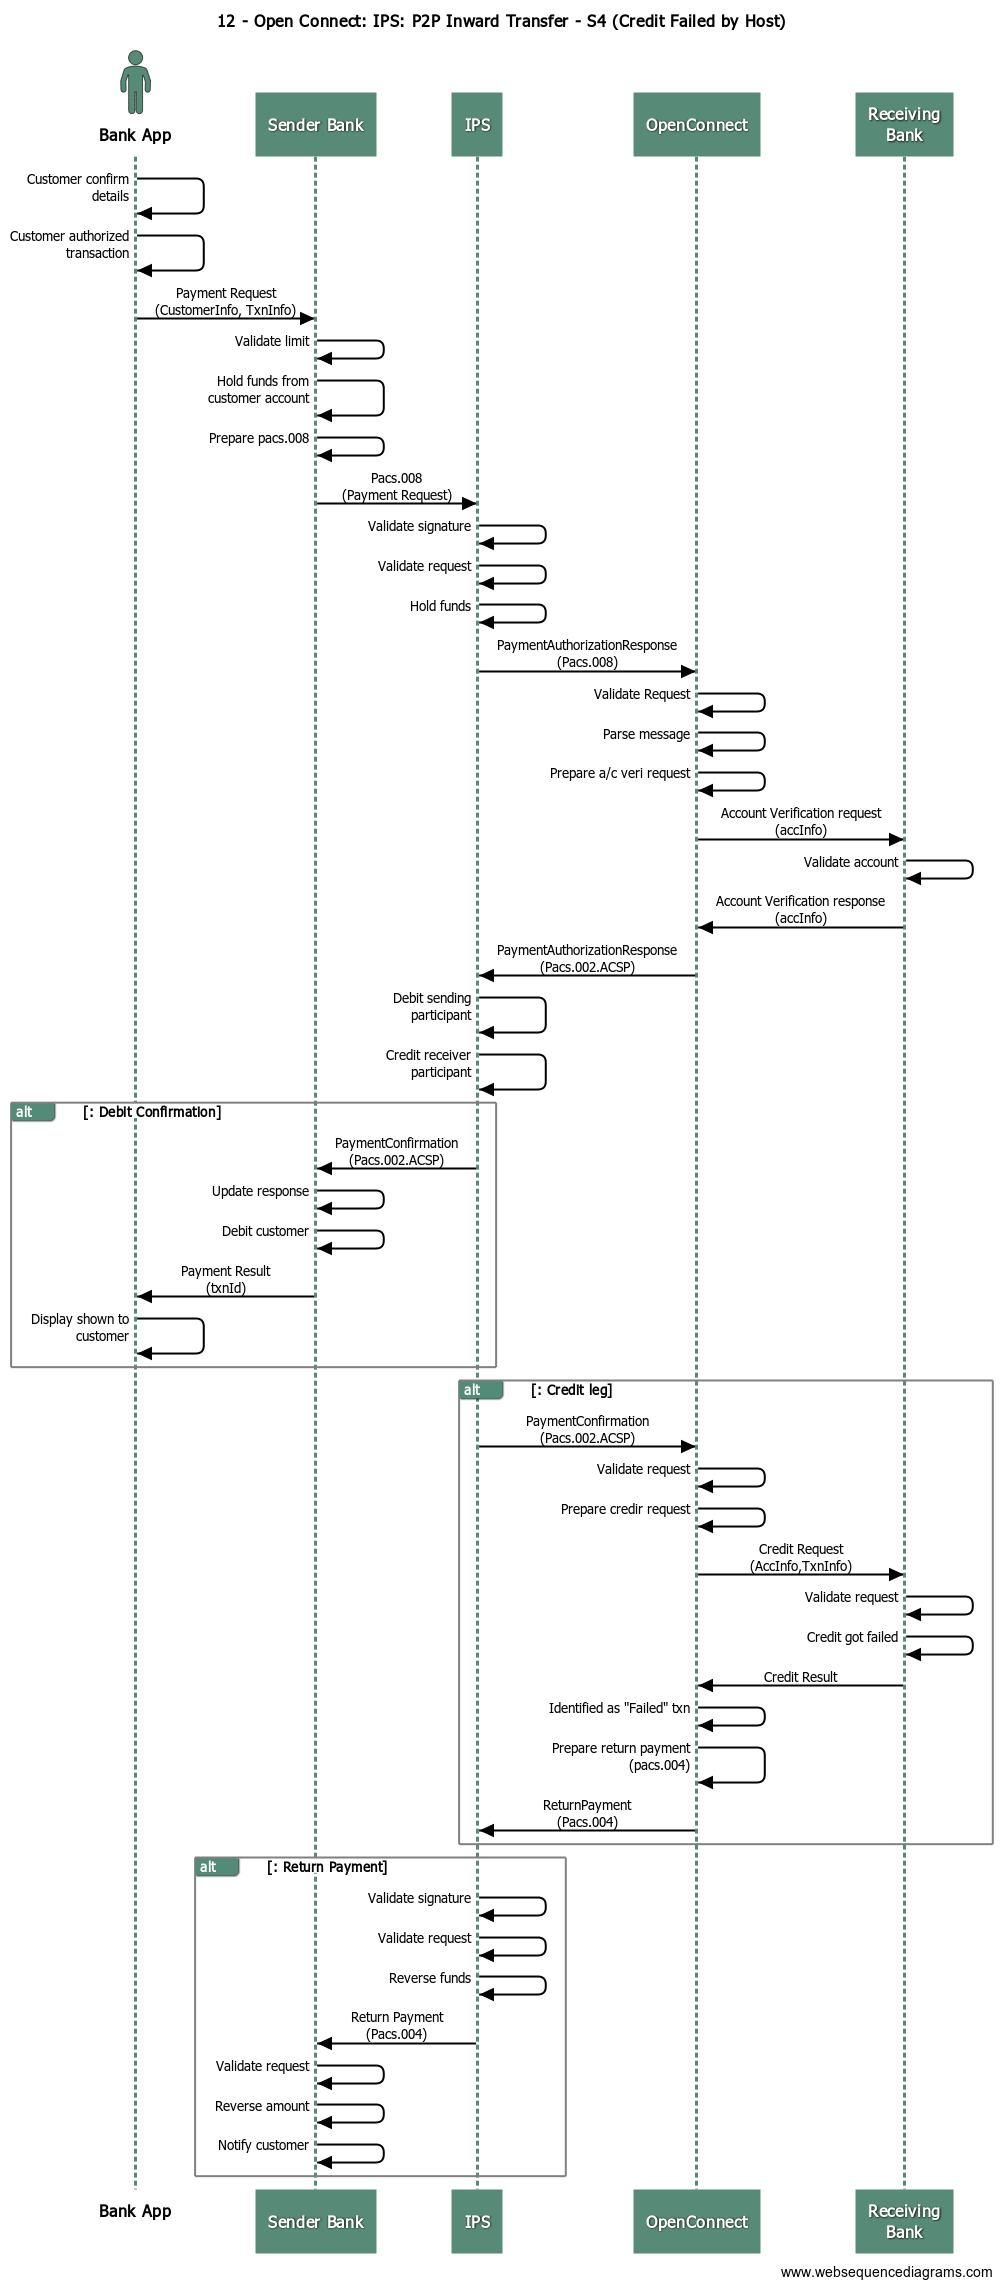 12 - Open Connect: IPS: P2P Inward Transfer - S4 (Credit Failed by Host)
Bank App
Sender Bank
IPS
OpenConnect
Receiving
Bank
Customer confirm
details
Customer authorized
transaction
Payment Request
(CustomerInfo, TxnInfo)
Validate limit
Hold funds from
customer account
Prepare pacs.008
Pacs.008
(Payment Request)
Validate signature
Validate request
Hold funds
PaymentAuthorizationResponse
(Pacs.008)
Validate Request
Parse message
Prepare a/c veri request
Account Verification request
(accInfo)
Validate account
Account Verification response
(accInfo)
PaymentAuthorizationResponse
(Pacs.002.ACSP)
Debit sending
participant
Credit receiver
participant
alt [: Debit Confirmation]
PaymentConfirmation
(Pacs.002.ACSP)
Update response
Debit customer
Payment Result
(txnId)
Display shown to
customer
alt [: Credit leg]
PaymentConfirmation
(Pacs.002.ACSP)
Validate request
Prepare credir request
Credit Request
(AccInfo,TxnInfo)
Validate request
Credit got failed
Credit Result
Identified as "Failed" txn
Prepare return payment
(pacs.004)
ReturnPayment
(Pacs.004)
alt [: Return Payment]
Validate signature
Validate request
Reverse funds
Return Payment
(Pacs.004)
Validate request
Reverse amount
Notify customer
Bank App
Sender Bank
IPS
OpenConnect
Receiving
Bank
www.websequencediagrams.com